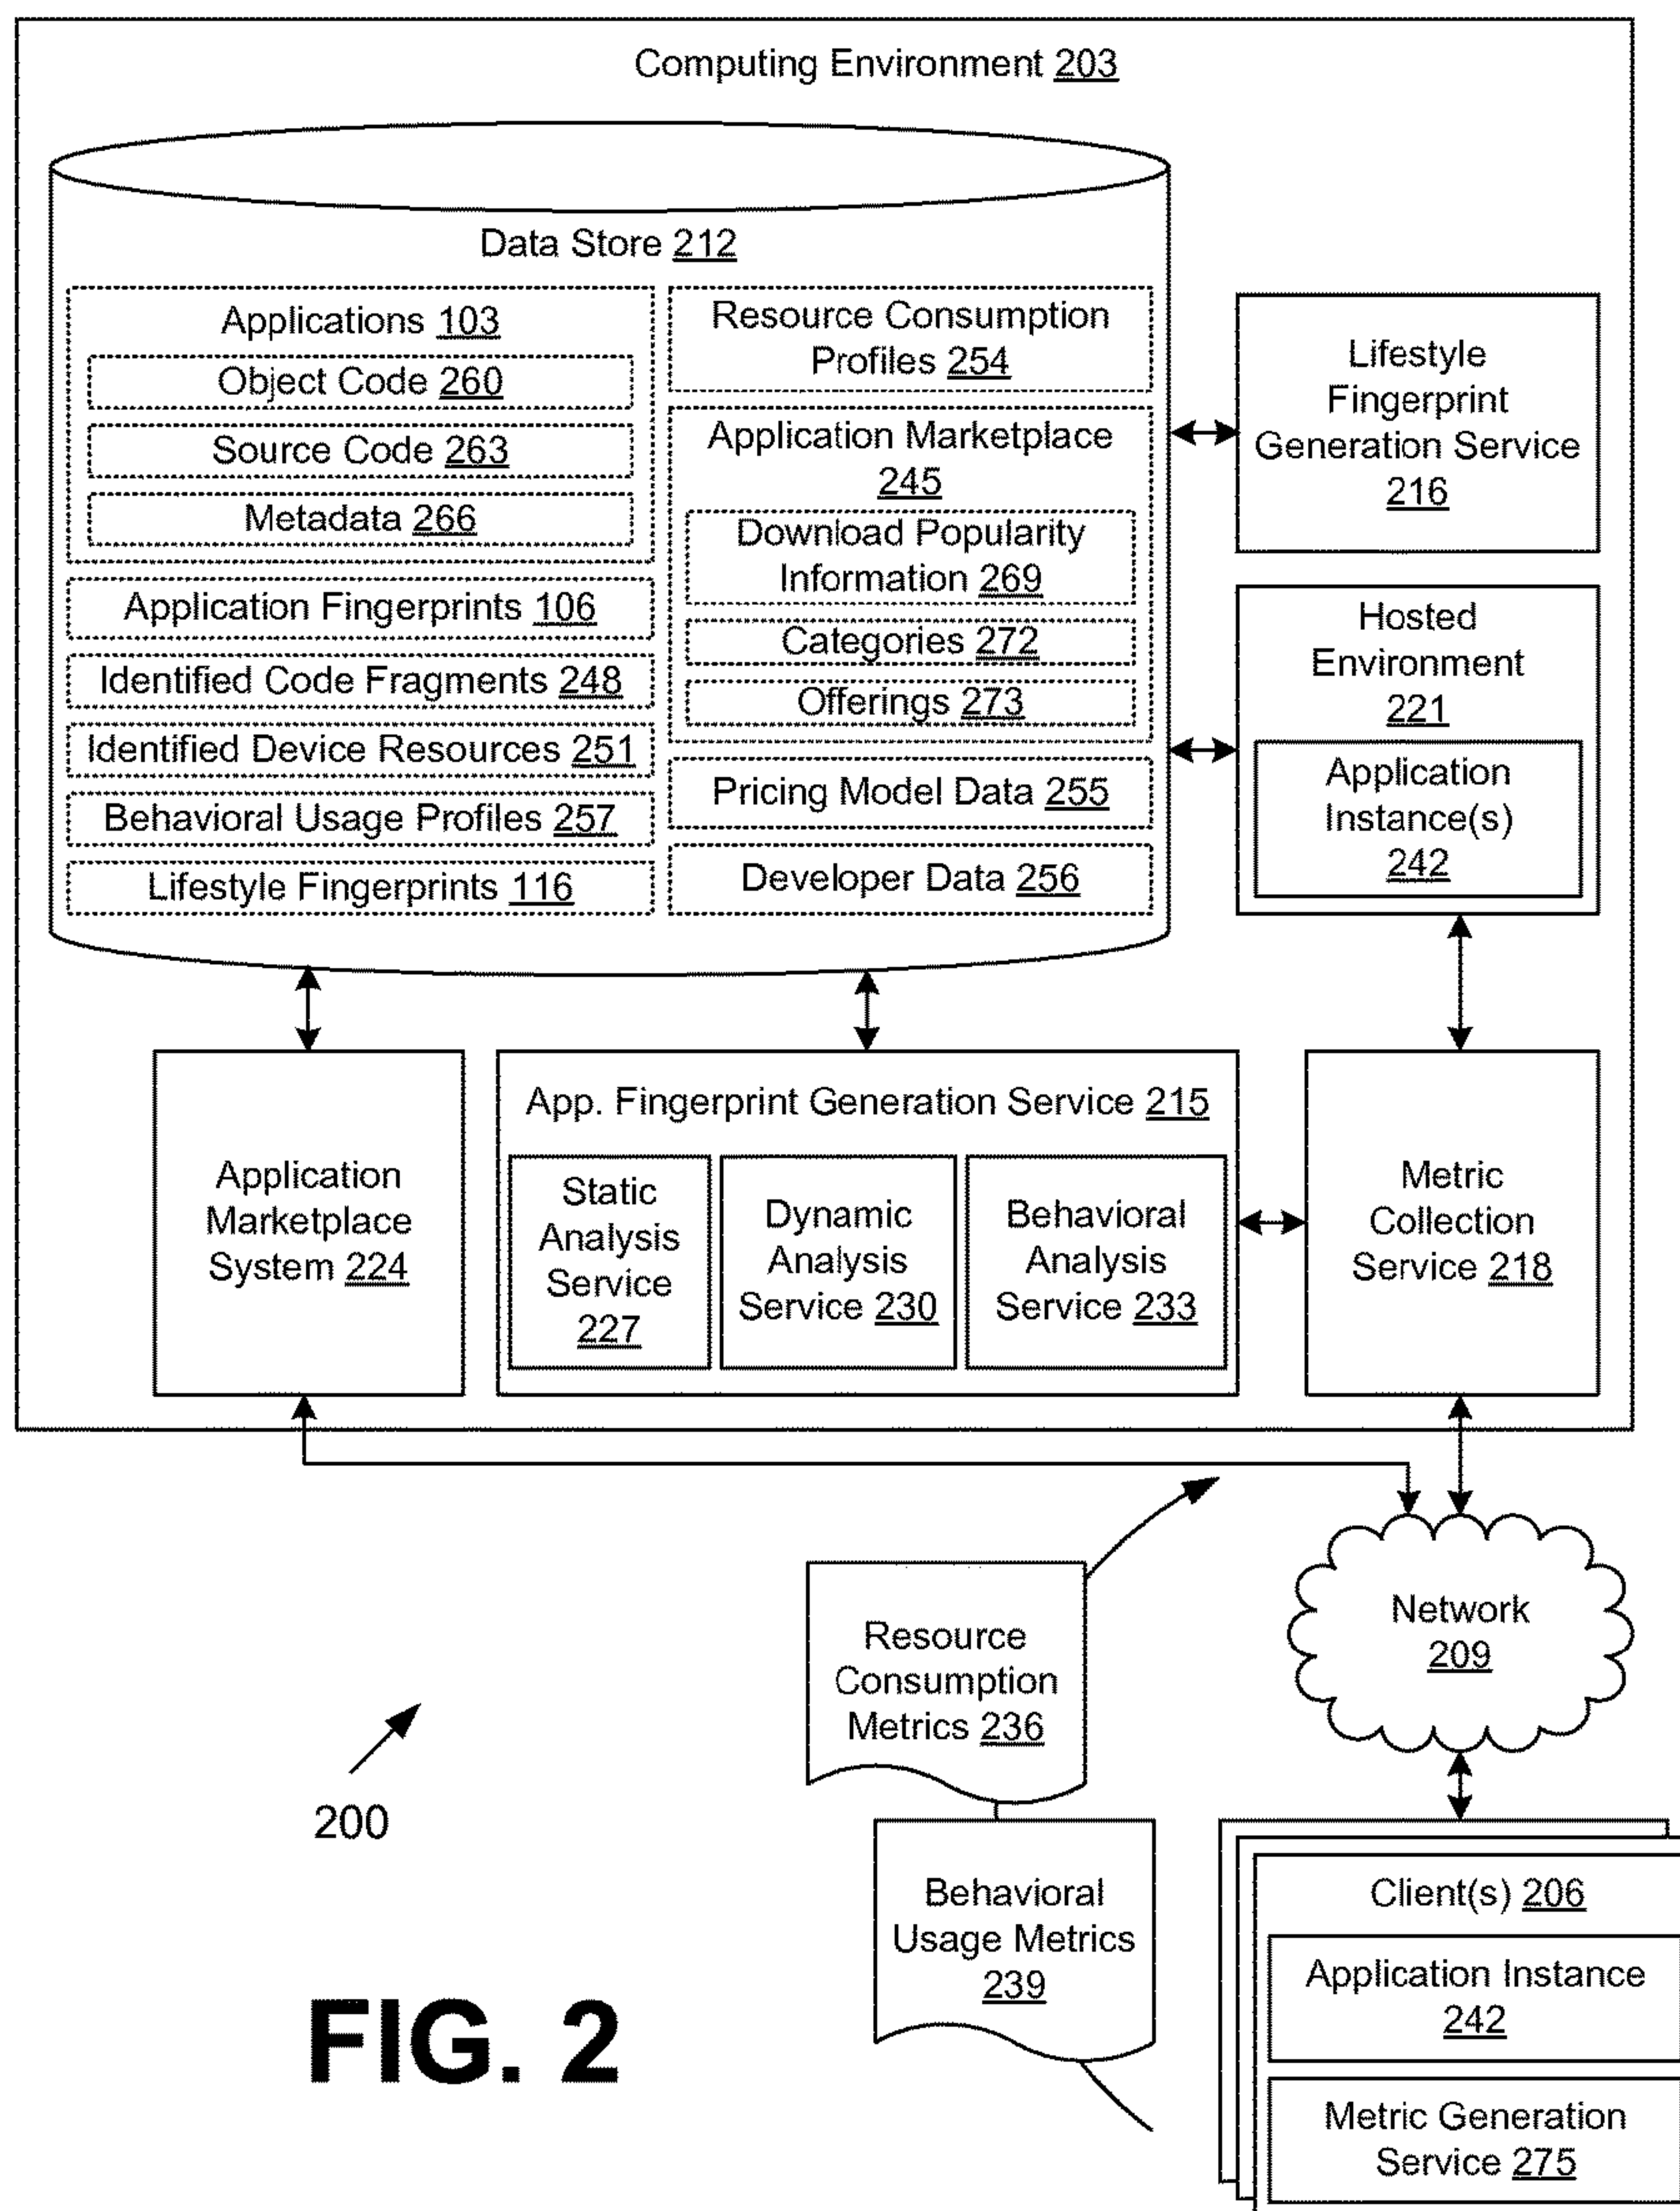 Computing Environment 203
Data Store 212
Applications 103
Object Code 260
Source Code 263
Metadata 266
Application Fingerprints 106
Identified Code Fragments 248
Identified Device Resources 251
Behavioral Usage Profiles 257
Lifestyle Fingerprints 116
Resource Consumption
Profiles 254
Application Marketplace
245
Download Popularity
Information 269
Categories 272
Offerings 273
Pricing Model Data 255
Developer Data 256
Lifestyle
Fingerprint
Generation Service
216
Hosted
Environment
221
Application
Instance(s)
242
Application
Marketplace
System 224
App. Fingerprint Generation Service 215
Static
Analysis
Service
227
Dynamic
Analysis
Service 230
Behavioral
Analysis
Service 233
Metric
Collection
Service 218
Network
209
Resource
Consumption
Metrics 236
Behavioral
Usage Metrics
239
200
Client(s) 206
Application Instance
242
Metric Generation
Service 275
FIG. 2